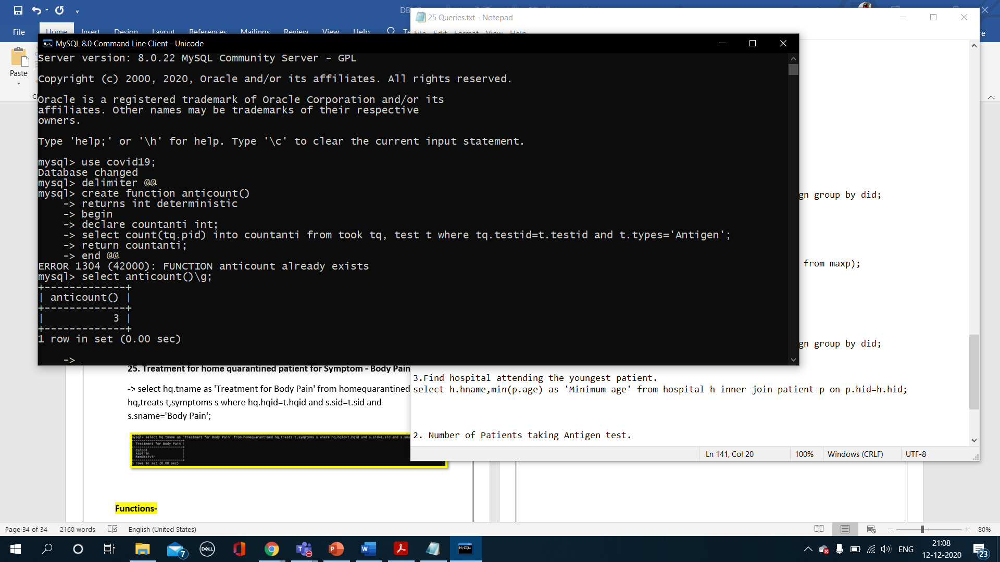 DB
25 Queries.txt - Notepad
File
Home
Insert
Design
Layout
References
Mailings
Review
View
Help
Te
File Edit Format View Help
re
Paste
MySQL 8.0 Command Line Client - Unicode
Server version: 8.0.22 MySQL Community Server - GPL
Copyright (c) 2000, 2020, Oracle and/or its affiliates. All rights reserved.
Oracle is a registered trademark of Oracle Corporation and/or its
affiliates. Other names may be trademarks of their respective
owners.
Type 'help;' or '\h' for help. Type '\c' to clear the current input statement.
mysql> use covid19;
Database changed
mysql> delimiter @@
mysql> create function anticount()
-> returns int deterministic
-> begin
-> declare countanti int;
-> select count(tq.pid) into countanti from took tq, test t where tq.testid=t.testid and t.types='Antigen';
-> return countanti;
-> end @@
ERROR 1304 (42000): FUNCTION anticount already exists
mysql> select anticount()\g;
+-------------+
| anticount() |
+-------------+
| 3 |
+-------------+
1 row in set (0.00 sec)
->
gn group by did;
from maxp);
gn group by did;
25. Treatment for home quarantined patient for Symptom - Body Pain
-> select hq.tname as 'Treatment for Body Pain' from homequarantined
hq,treats t,symptoms s where hq.hqid=t.hqid and s.sid=t.sid and
s.sname='Body Pain';
mysql> select hq.tname as 'Treatment for Body Pain' from homequarantined hq,treats t,symptoms s where hq.hqid=t.hqid and s.sid=t.sid and s.sna
| Treatment for Body Pain |
| Calpol |
| Aspirin |
| Remdesivir |
3 rows in set (0.00 sec)
Functions-
3.Find hospital attending the youngest patient.
select h.hname,min(p.age) as 'Minimum age' from hospital h inner join patient p on p.hid=h.hid;
2. Number of Patients taking Antigen test.
Ln 141, Col 20
100%
Windows (CRLF)
UTF-8
Page 34 of 34
2160 words
English (United States)
80%
7
DELL
MySQL
ENG
21:08
12-12-2020
23